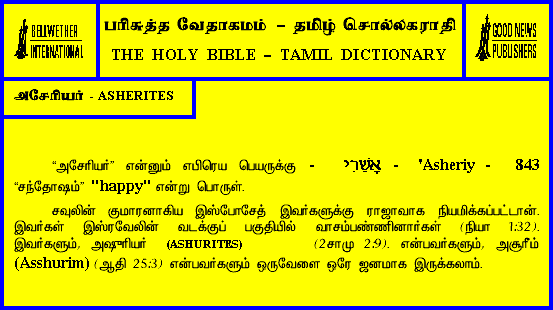 BELLWETHER
INTERNATIONAL
பரிசுத்த வேதாகமம் – தமிழ் சொல்லகராதி
THE HOLY BIBLE – TAMIL DICTIONARY
GOOD NEWS
PUBLISHERS
அசேரியர் - ASHERITES
“அசேரியர்” என்னும் எபிரெய பெயருக்கு - אָשֵׁרִי - 'Asheriy - 843
“சந்தோஷம்” "happy" என்று பொருள்.
சவுலின் குமாரனாகிய இஸ்போசேத் இவர்களுக்கு ராஜாவாக நியமிக்கப்பட்டான்.
இவர்கள் இஸ்ரவேலின் வடக்குப் பகுதியில் வாசம்பண்ணினார்கள் (நியா 1:32).
இவர்களும், அஷுரியர் (ASHURITES) (2சாமு 2:9). என்பவர்களும், அசூரீம்
(Asshurim) (ஆதி 25:3) என்பவர்களும் ஒருவேளை ஒரே ஜனமாக இருக்கலாம்.